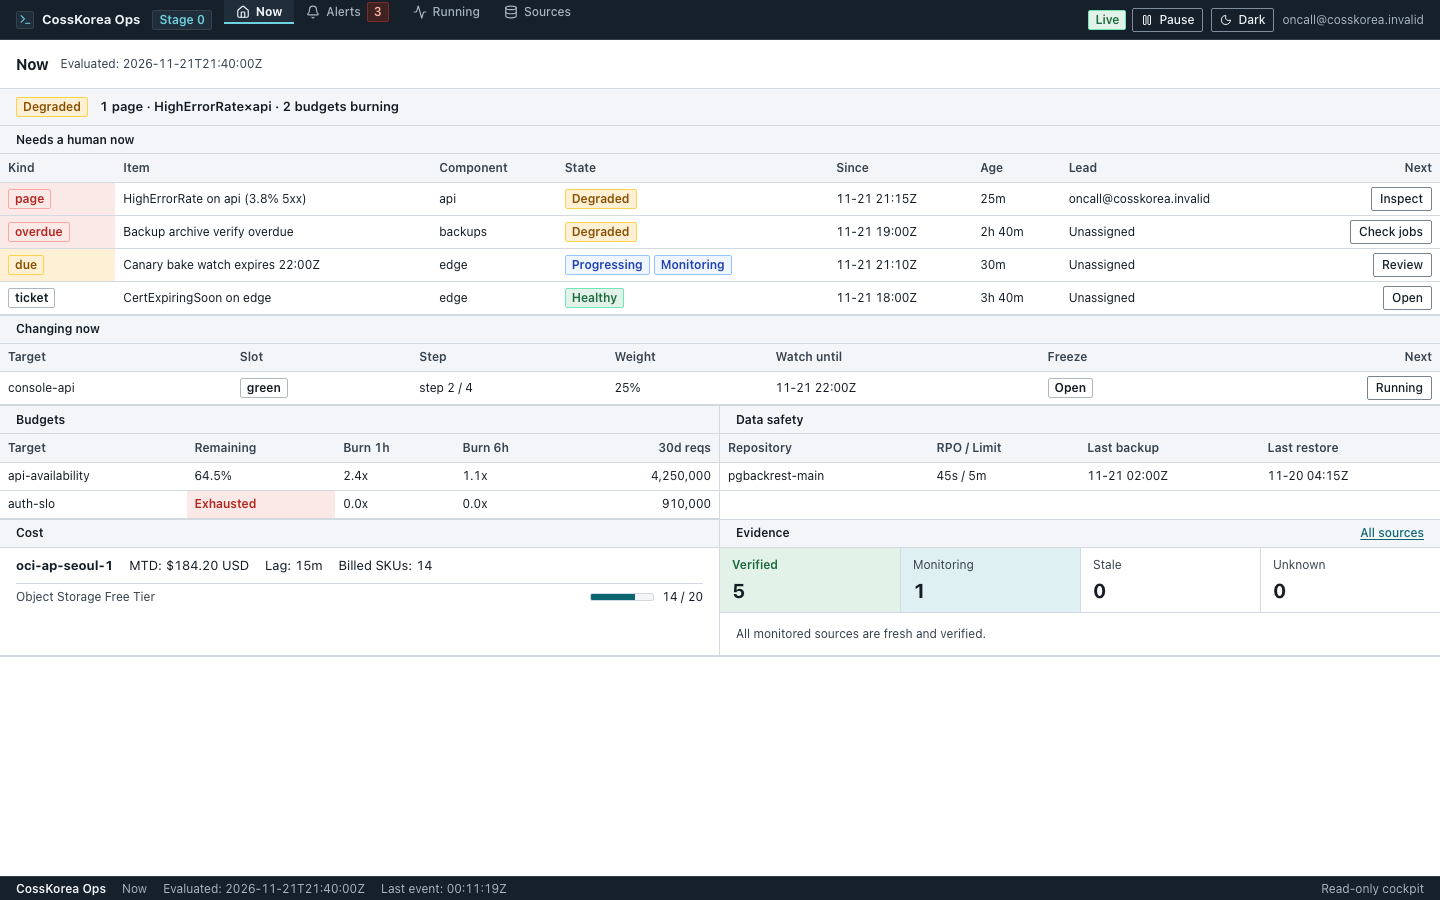 CossKorea Ops Stage 0 Now Alerts 3 Running Sources Live Pause Dark oncall@cosskorea.invalid
Now Evaluated: 2026-11-21T21:40:00Z
Degraded 1 page · HighErrorRate×api · 2 budgets burning
Needs a human now
Kind Item Component State Since Age Lead Next
page HighErrorRate on api (3.8% 5xx) api Degraded 11-21 21:15Z 25m oncall@cosskorea.invalid Inspect
overdue Backup archive verify overdue backups Degraded 11-21 19:00Z 2h 40m Unassigned Check jobs
due Canary bake watch expires 22:00Z edge Progressing Monitoring 11-21 21:10Z 30m Unassigned Review
ticket CertExpiringSoon on edge edge Healthy 11-21 18:00Z 3h 40m Unassigned Open
Changing now
Target Slot Step Weight Watch until Freeze Next
console-api green step 2 / 4 25% 11-21 22:00Z Open Running
Budgets
Target Remaining Burn 1h Burn 6h 30d reqs
api-availability 64.5% 2.4x 1.1x 4,250,000
auth-slo Exhausted 0.0x 0.0x 910,000
Data safety
Repository RPO / Limit Last backup Last restore
pgbackrest-main 45s / 5m 11-21 02:00Z 11-20 04:15Z
Cost
oci-ap-seoul-1 MTD: $184.20 USD Lag: 15m Billed SKUs: 14
Object Storage Free Tier 14 / 20
Evidence All sources
Verified Monitoring Stale Unknown
5 1 0 0
All monitored sources are fresh and verified.
CossKorea Ops Now Evaluated: 2026-11-21T21:40:00Z Last event: 00:11:19Z Read-only cockpit